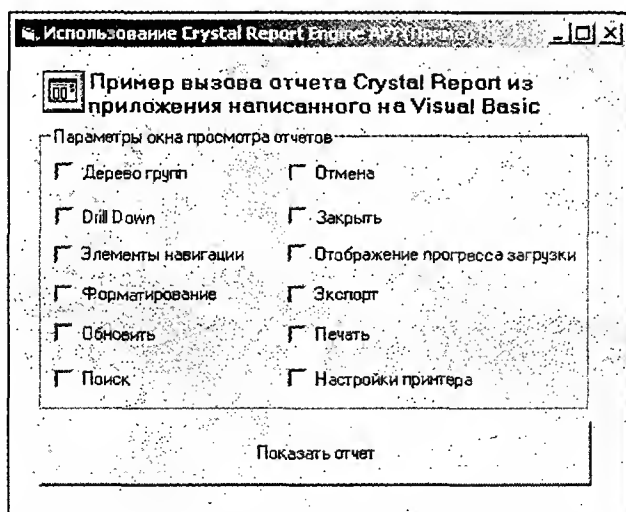 Использование Crystal Report Engine API (Пример
Пример вызова отчета Crystal Report из
приложения написанного на Visual Basic
Параметры окна просмотра отчетов
Дерево групп
Drill Down
Элементы навигации
Форматирование
Обновить
Поиск
Отмена
Закрыть
Отображение прогресса загрузки
Экспорт
Печать
Настройки принтера
Показать отчет